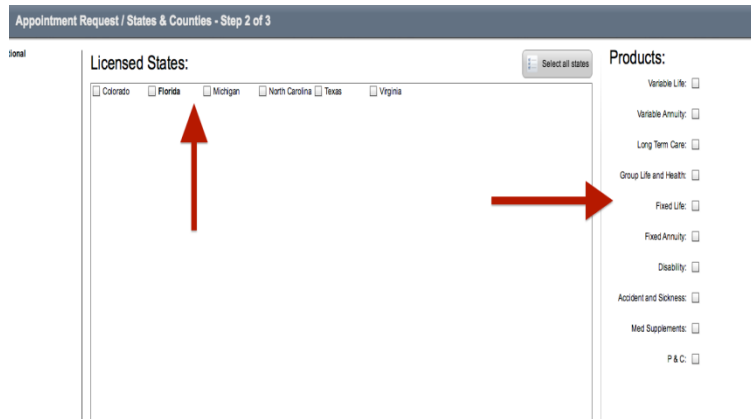 Appointment Request / States & Counties - Step 2 of 3
Licensed States:
Select all states
Colorado Florida Michigan North Carolina Texas Virginia
Products:
Variable Life:
Variable Annuity:
Long Term Care:
Group Life and Health:
Fixed Life:
Fixed Annuity:
Disability:
Accident and Sickness:
Med Supplements:
P & C: